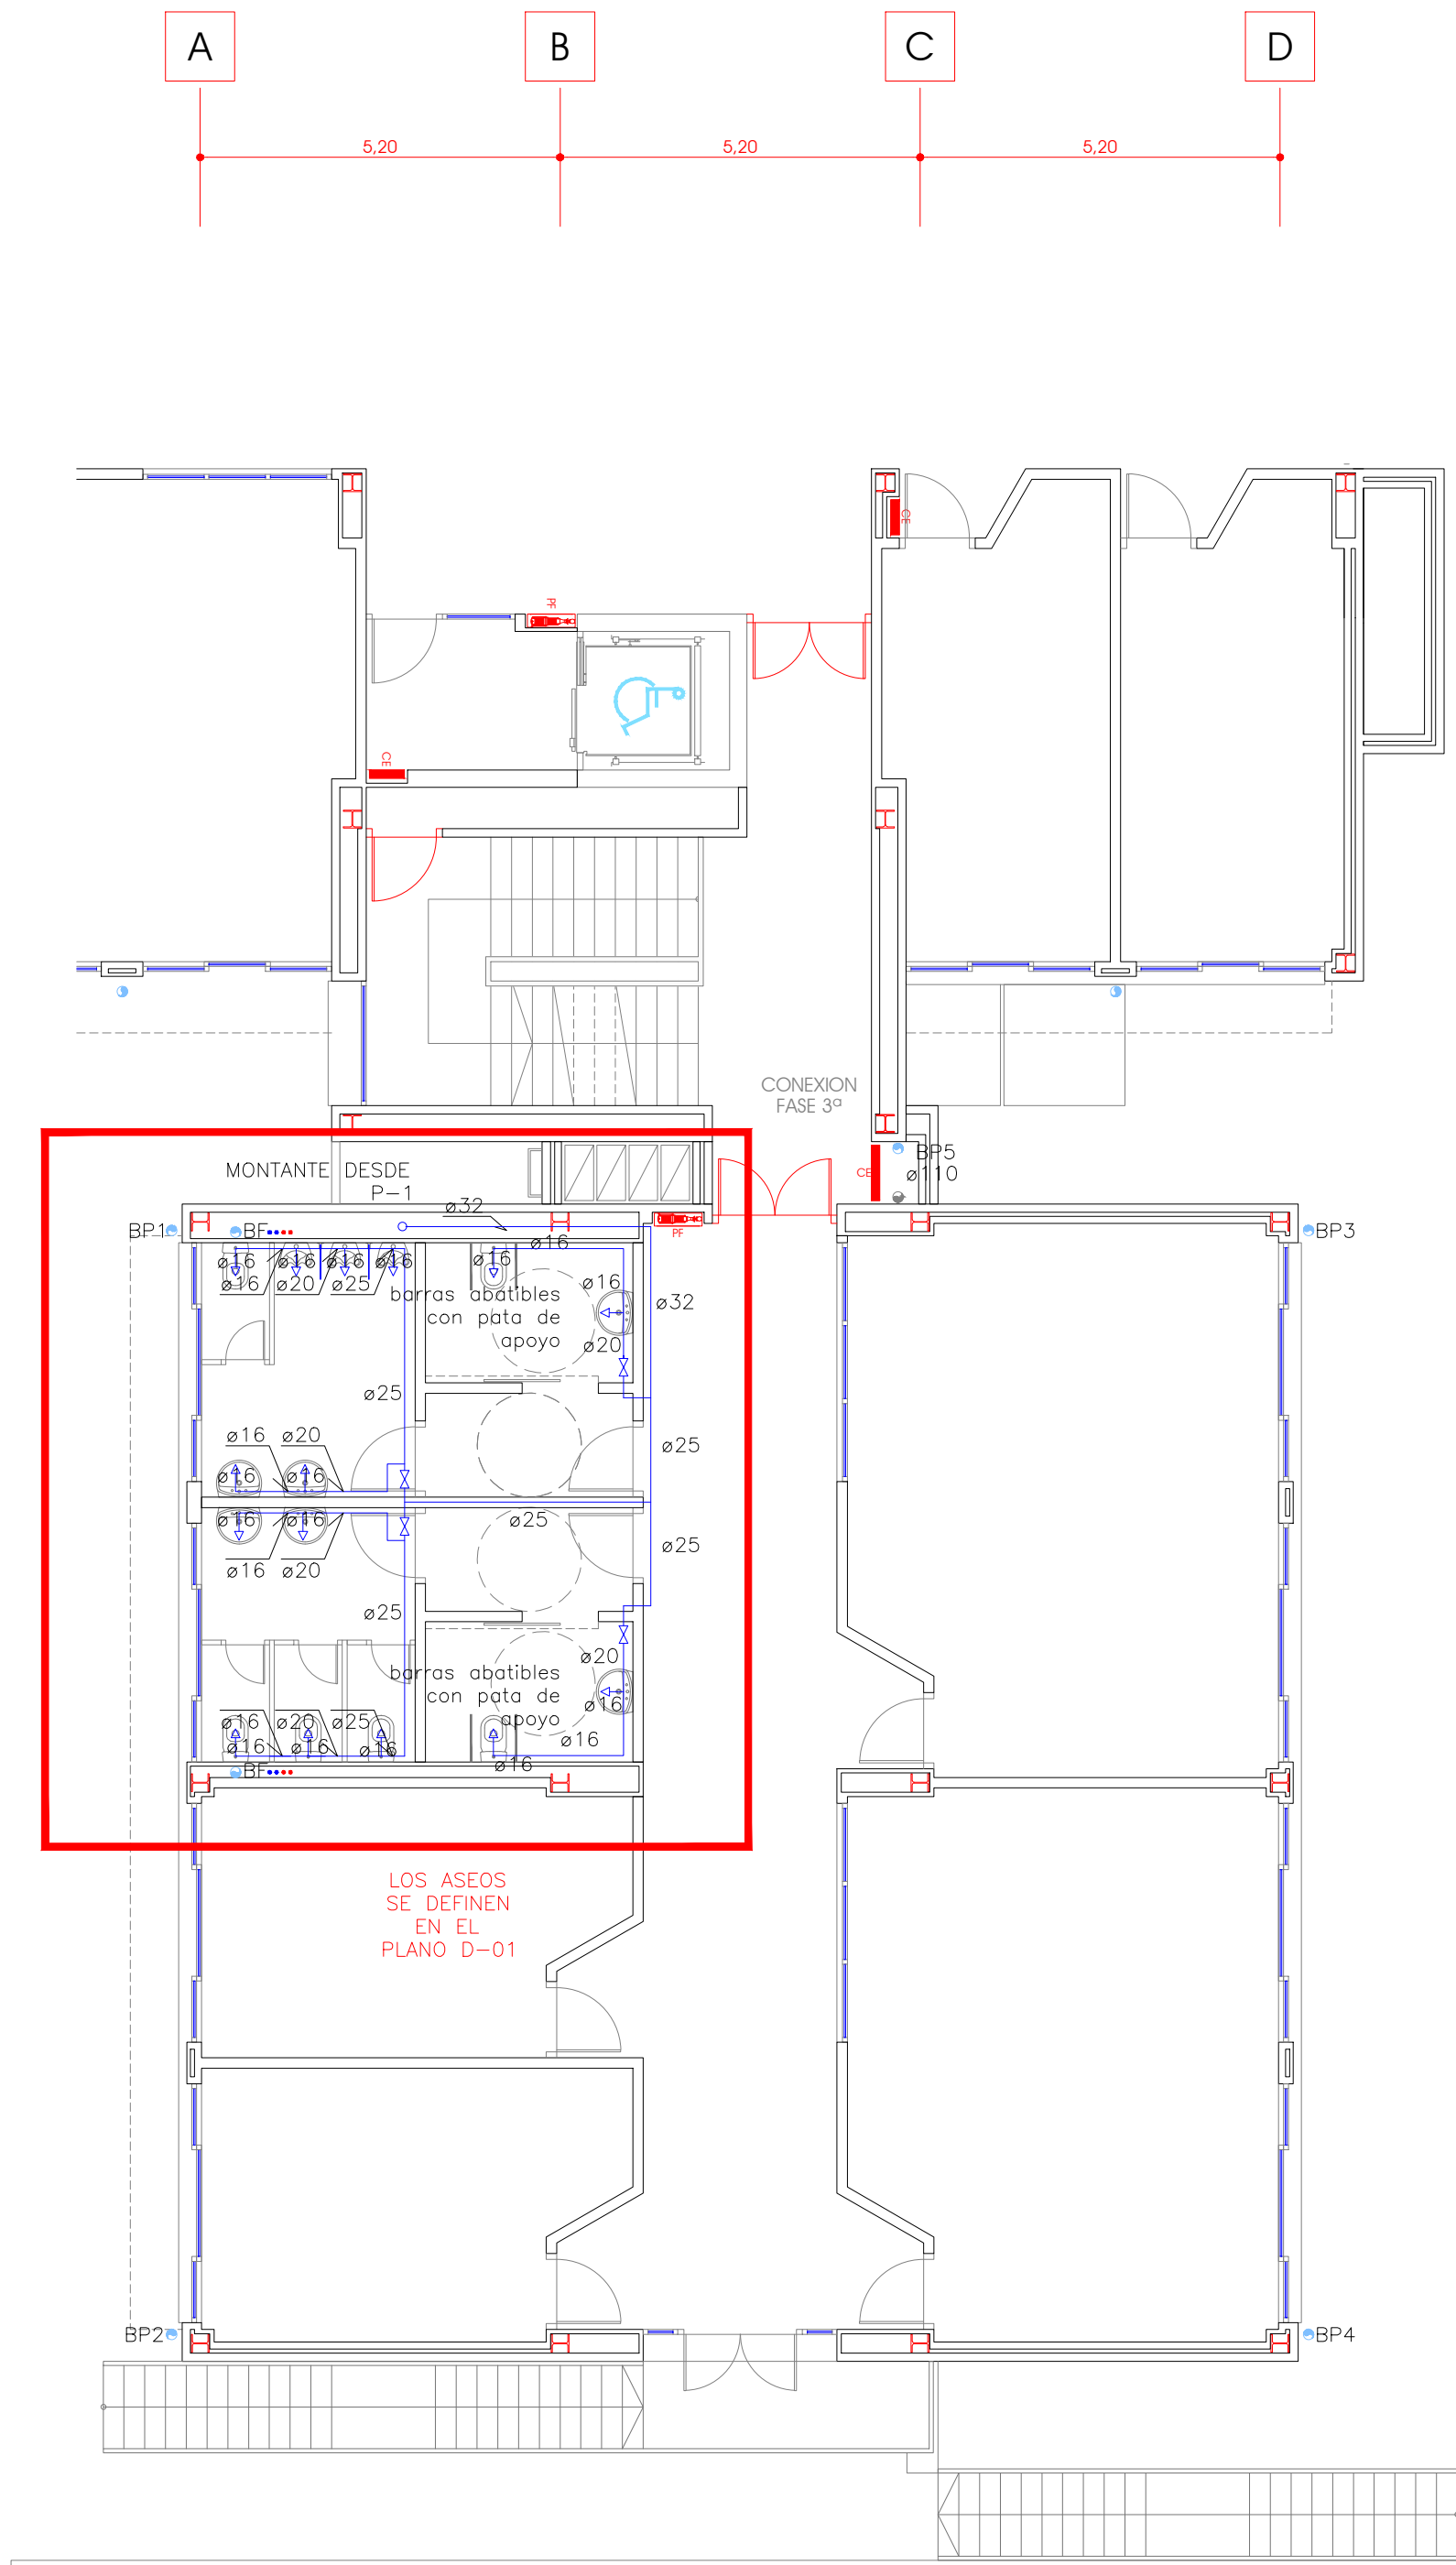 A B C D
5,20 5,20 5,20
CE
PF
CE
CONEXION
FASE 3ª
BP5
ø110
CE
MONTANTE DESDE
P-1
ø32
BP1 BF PF BP3
ø16
ø16 ø16 ø16 ø16 ø16
ø16 ø20 ø25 ø16
barras abatibles
con pata de
apoyo
ø32
ø20
ø25
ø16 ø20 ø25
ø16 ø16
ø16 ø16 ø25
ø16 ø20 ø25
ø25
ø20
barras abatibles
con pata de
apoyo
ø16
ø16 ø20 ø25
ø16 ø16 ø16 ø16
ø16
BF
LOS ASEOS
SE DEFINEN
EN EL
PLANO D-01
BP2 BP4